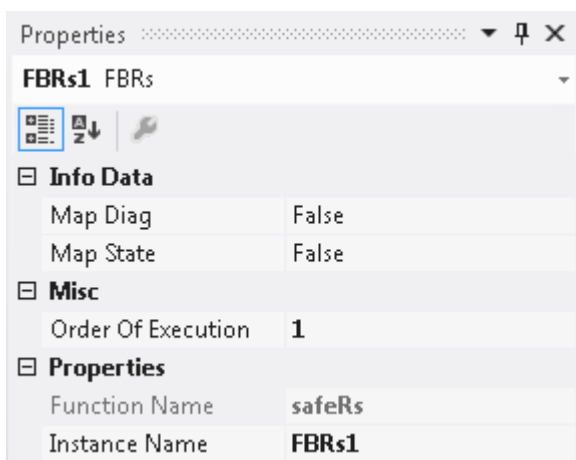 Properties
FBRs1 FBRs
Info Data
Map Diag False
Map State False
Misc
Order Of Execution 1
Properties
Function Name safeRs
Instance Name FBRs1